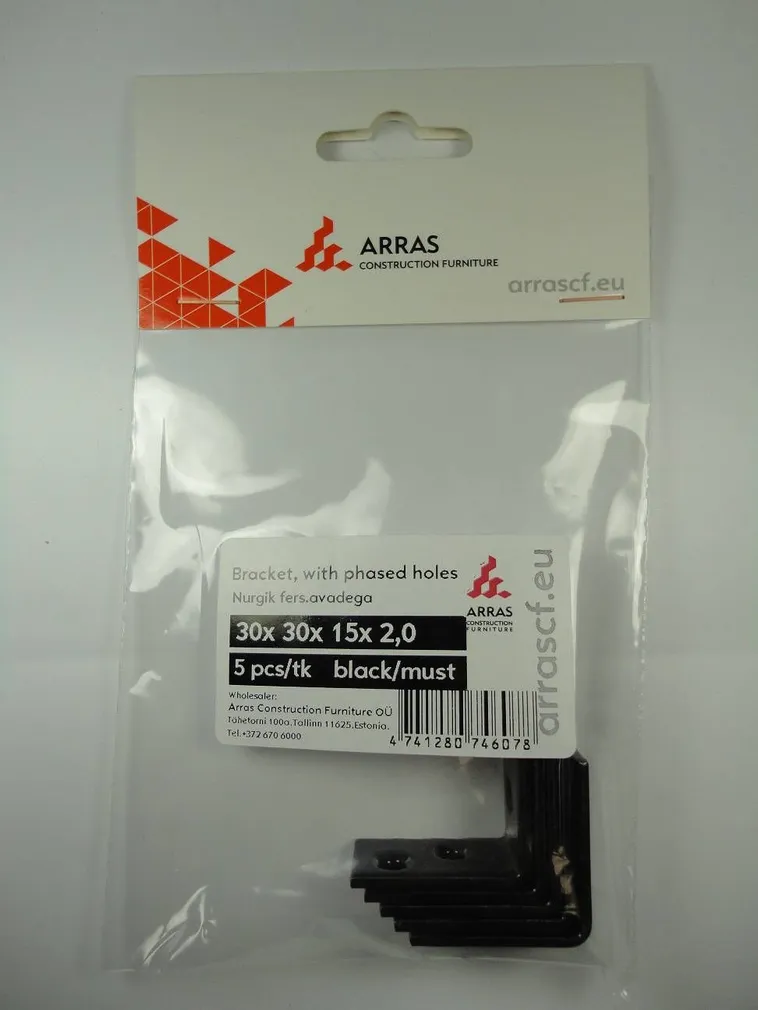 ARRAS
CONSTRUCTION FURNITURE
arrascf.eu
Bracket, with phased holes
Nurgik fers.avadega
30x 30x 15x 2,0
5 pcs/tk black/must
ARRAS
CONSTRUCTION
FURNITURE
arrascf.eu
Wholesaler:
Arras Construction Furniture OÜ
Tähetorni 100a.Tallinn 11625.Estonia.
Tel.+372 670 6000
4 741280 746078